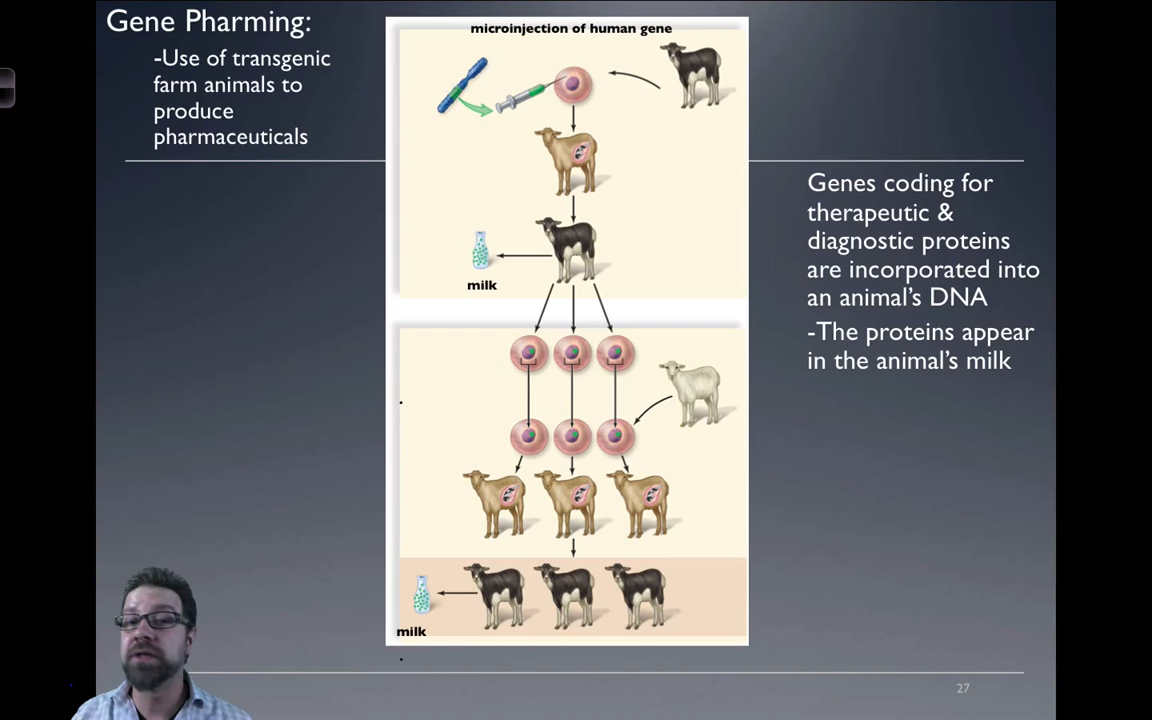 Gene Pharming:
-Use of transgenic
farm animals to
produce
pharmaceuticals
microinjection of human gene
milk
Genes coding for
therapeutic &
diagnostic proteins
are incorporated into
an animal's DNA
-The proteins appear
in the animal's milk
milk
27